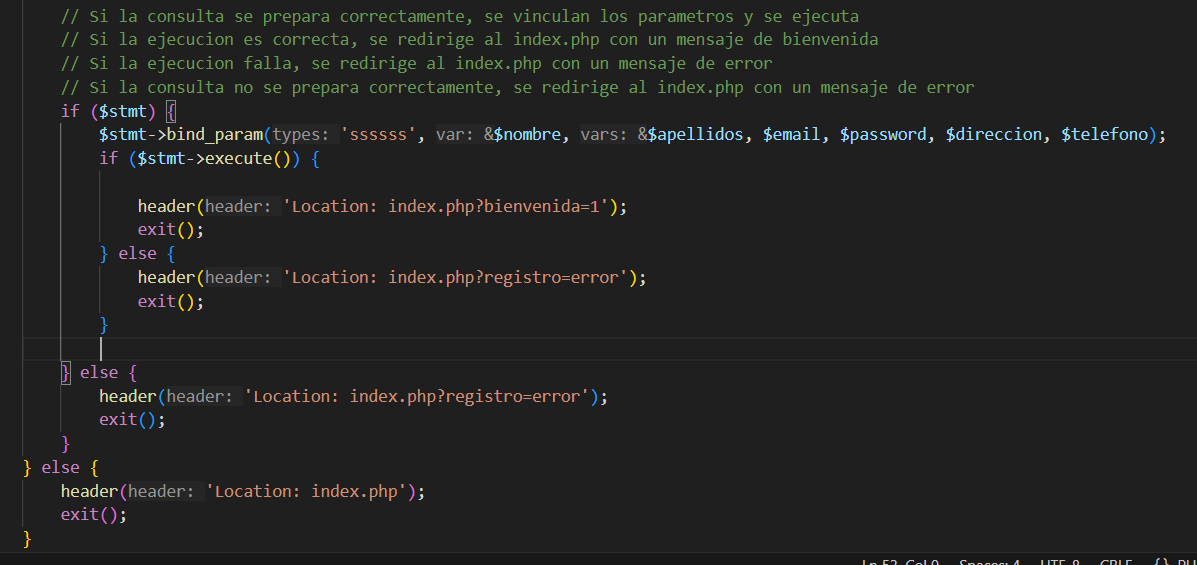 // Si la consulta se prepara correctamente, se vinculan los parametros y se ejecuta
// Si la ejecucion es correcta, se redirige al index.php con un mensaje de bienvenida
// Si la ejecucion falla, se redirige al index.php con un mensaje de error
// Si la consulta no se prepara correctamente, se redirige al index.php con un mensaje de error
if ($stmt) {
$stmt->bind_param(types: 'ssssss', var: &$nombre, vars: &$apellidos, $email, $password, $direccion, $telefono);
if ($stmt->execute()) {
header(header: 'Location: index.php?bienvenida=1');
exit();
} else {
header(header: 'Location: index.php?registro=error');
exit();
}
} else {
header(header: 'Location: index.php?registro=error');
exit();
}
} else {
header(header: 'Location: index.php');
exit();
}